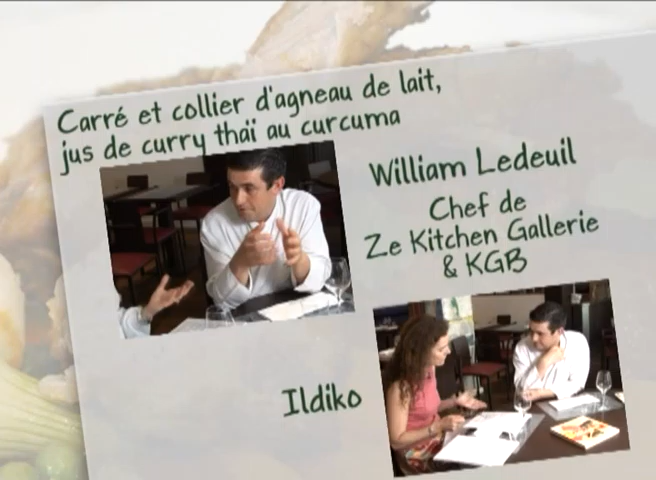 Carré et collier d'agneau de lait,
jus de curry thaï au curcuma
William Ledeuil
Chef de
Ze Kitchen Gallerie
& KGB
Ildiko